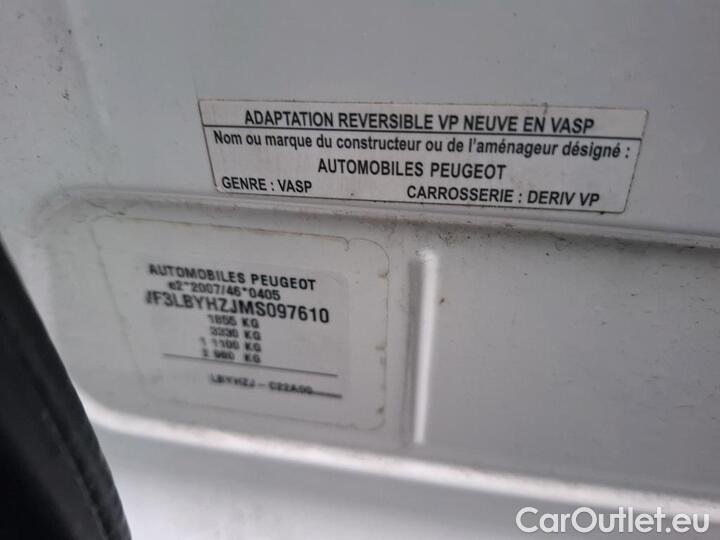 ADAPTATION REVERSIBLE VP NEUVE EN VASP
Nom ou marque du constructeur ou de l'aménageur désigné :
AUTOMOBILES PEUGEOT
GENRE : VASP CARROSSERIE : DERIV VP
AUTOMOBILES PEUGEOT
e2*2007/46*0405
VF3LBYHZJMS097610
1855 KG
3330 KG
1 1100 KG
2 980 KG
LBYHZJ - C22A00
CarOutlet.eu